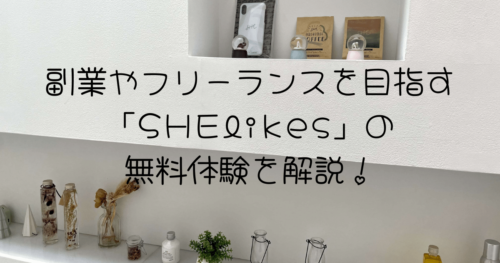 副業やフリーランスを目指す
「SHElikes」の
無料体験を解説！